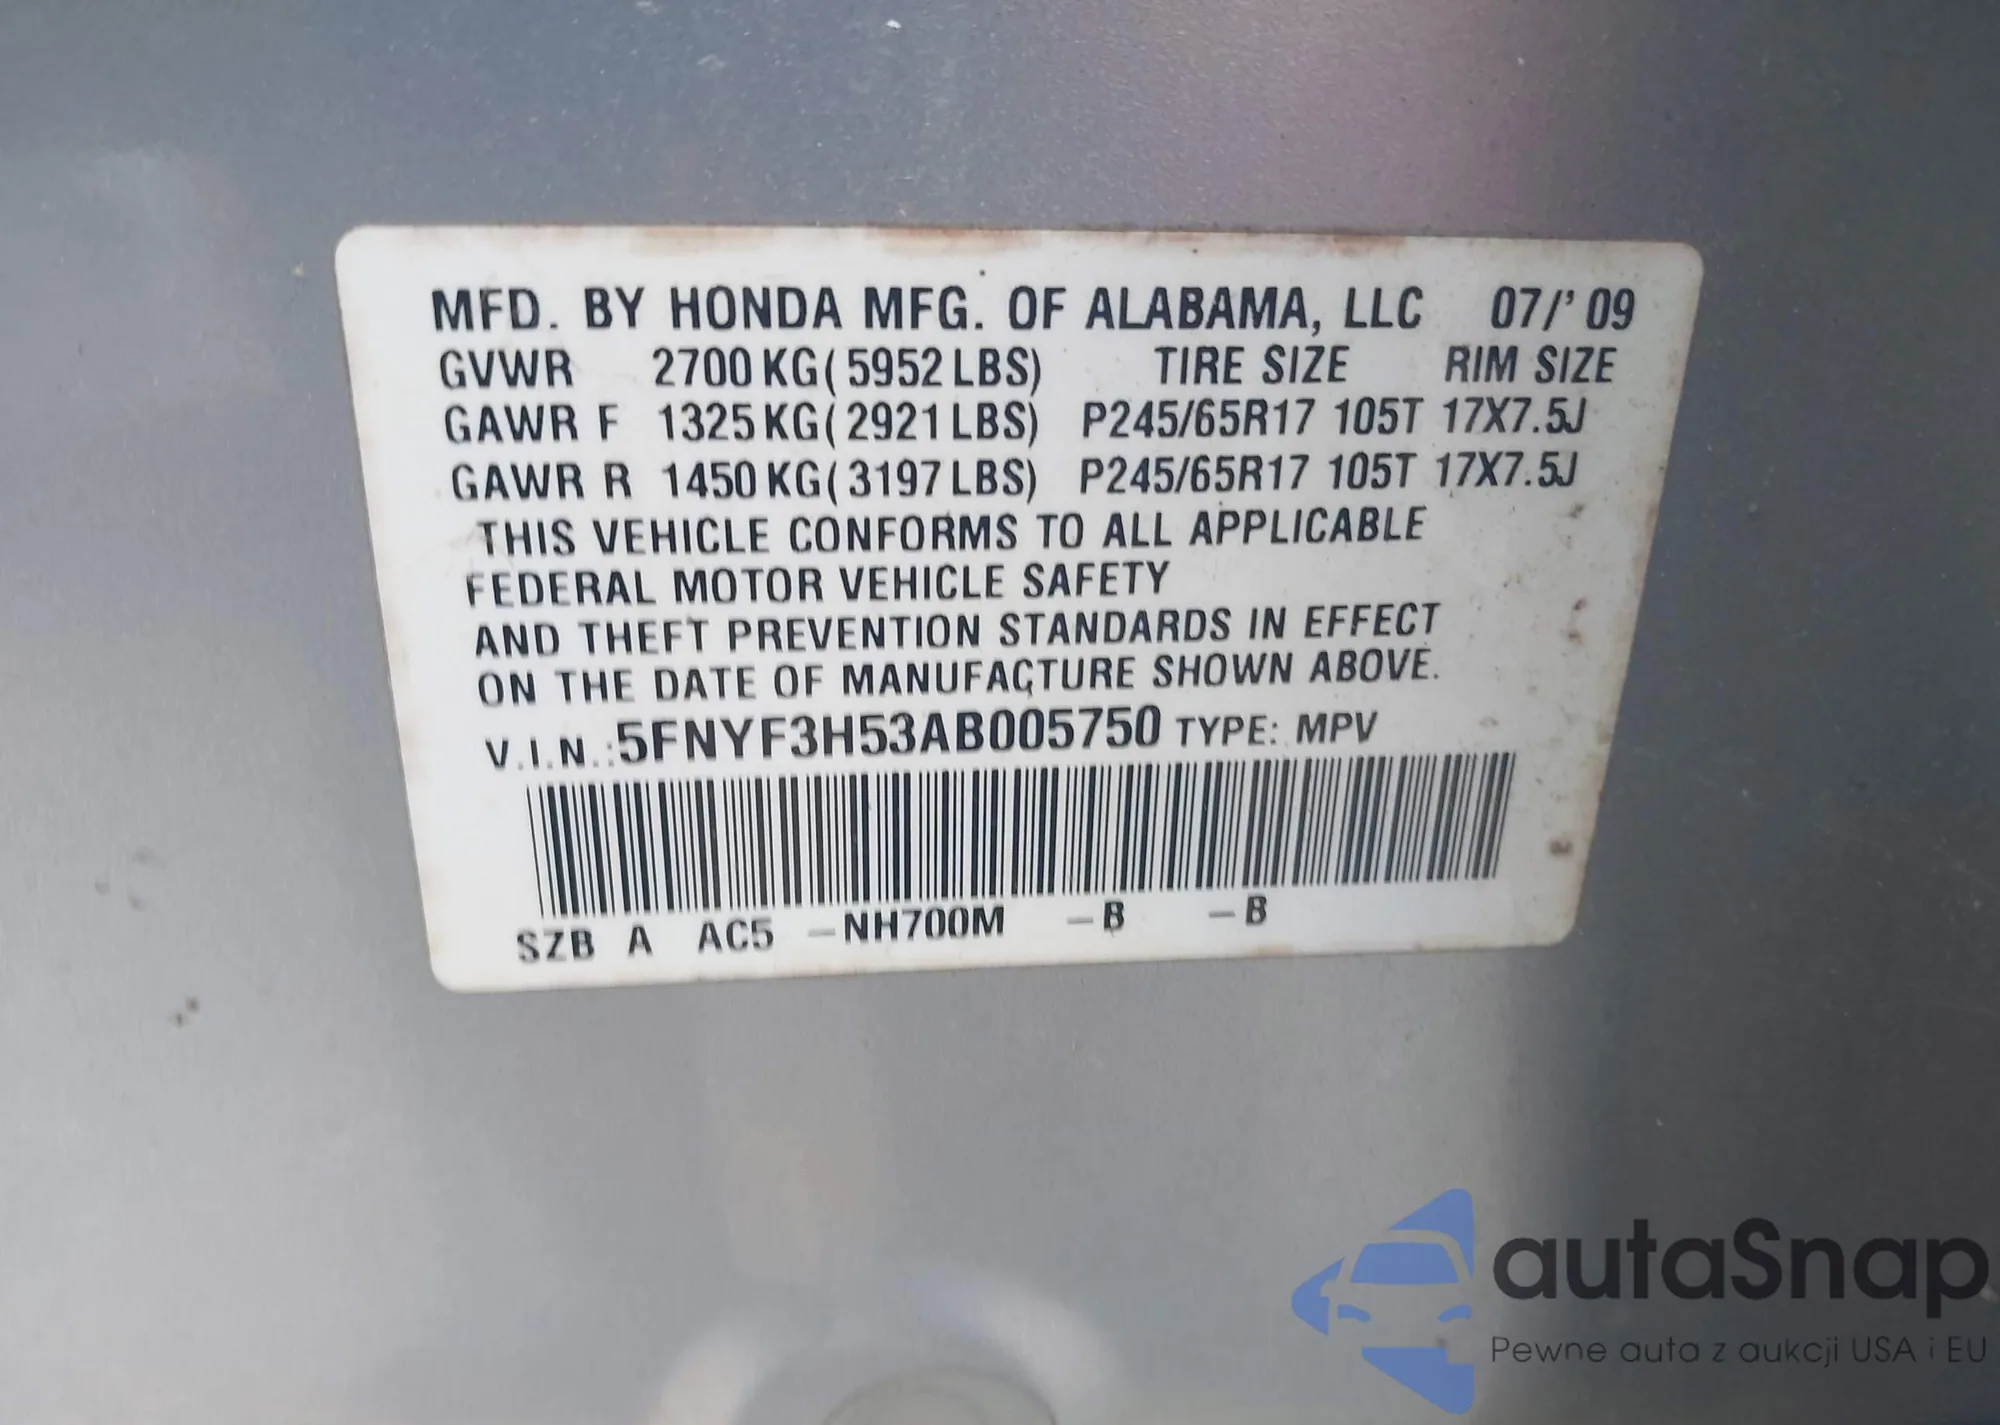 MFD. BY HONDA MFG. OF ALABAMA, LLC 07/'09
GVWR 2700 KG(5952 LBS) TIRE SIZE RIM SIZE
GAWR F 1325 KG(2921 LBS) P245/65R17 105T 17X7.5J
GAWR R 1450 KG(3197 LBS) P245/65R17 105T 17X7.5J
THIS VEHICLE CONFORMS TO ALL APPLICABLE
FEDERAL MOTOR VEHICLE SAFETY
AND THEFT PREVENTION STANDARDS IN EFFECT
ON THE DATE OF MANUFACTURE SHOWN ABOVE.
V.I.N.:5FNYF3H53AB005750 TYPE: MPV
SZB A AC5 -NH700M -B -B
autaSnap
Pewne auta z aukcji USA i EU